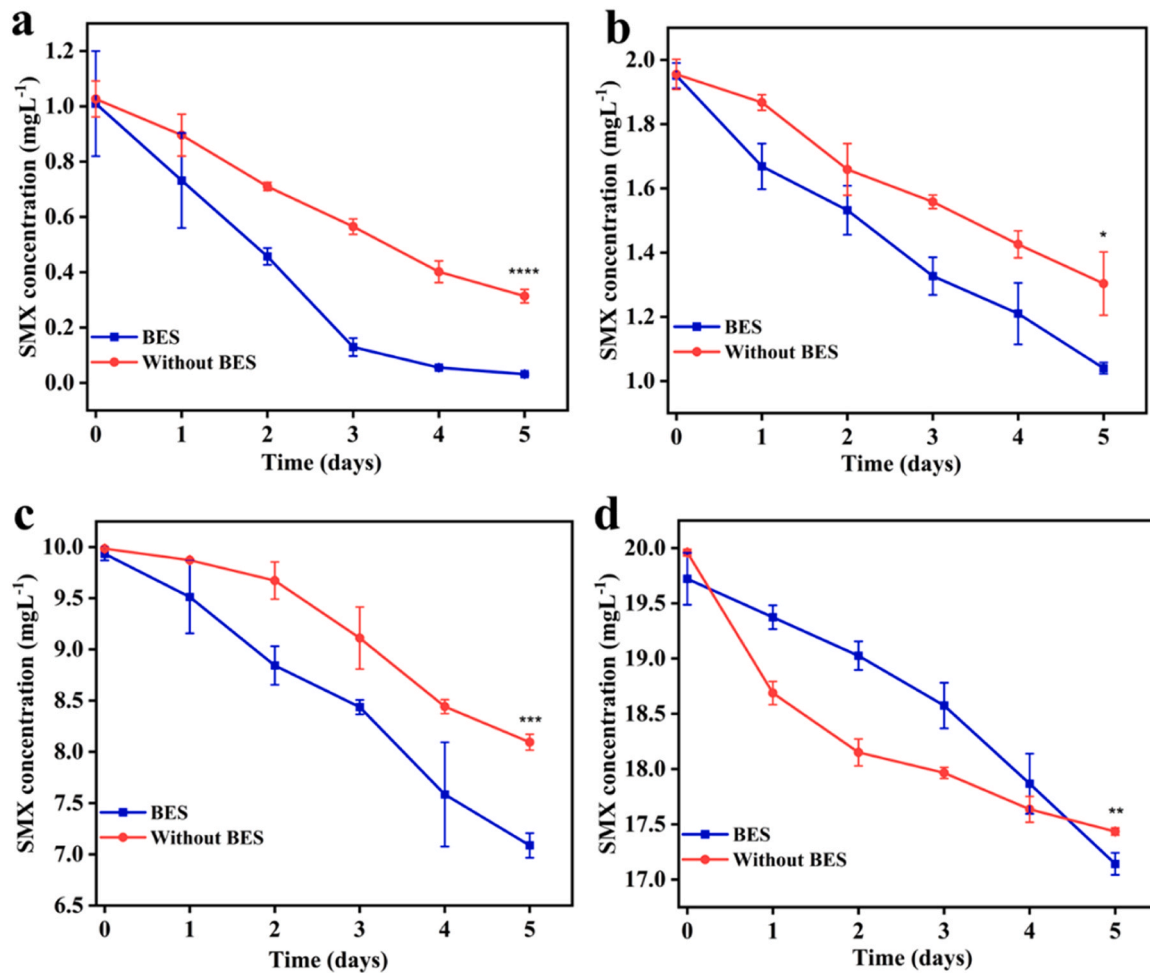 a
SMX concentration (mgL-1)
1.2
1.0
0.8
0.6
0.4
0.2
0.0
****
BES
Without BES
0 1 2 3 4 5
Time (days)
b
SMX concentration (mgL-1)
2.0
1.8
1.6
1.4
1.2
1.0
*
BES
Without BES
0 1 2 3 4 5
Time (days)
c
SMX concentration (mgL-1)
10.0
9.5
9.0
8.5
8.0
7.5
7.0
6.5
***
BES
Without BES
0 1 2 3 4 5
Time (days)
d
SMX concentration (mgL-1)
20.0
19.5
19.0
18.5
18.0
17.5
17.0
**
BES
Without BES
0 1 2 3 4 5
Time (days)